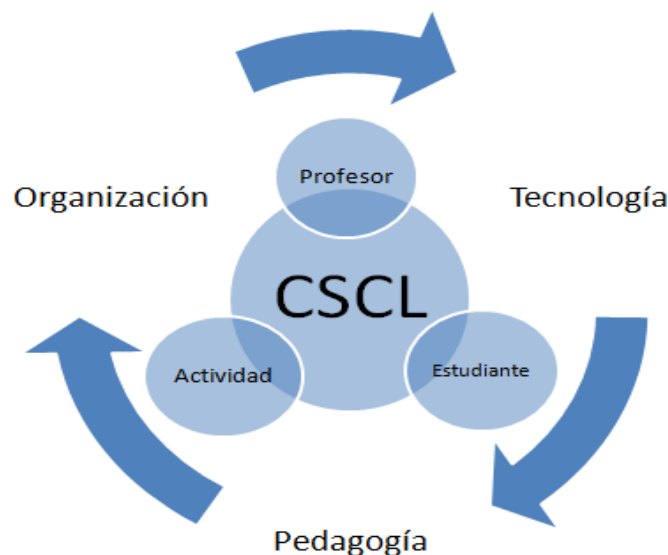 Profesor
Organización
Tecnología
CSCL
Actividad
Estudiante
Pedagogía